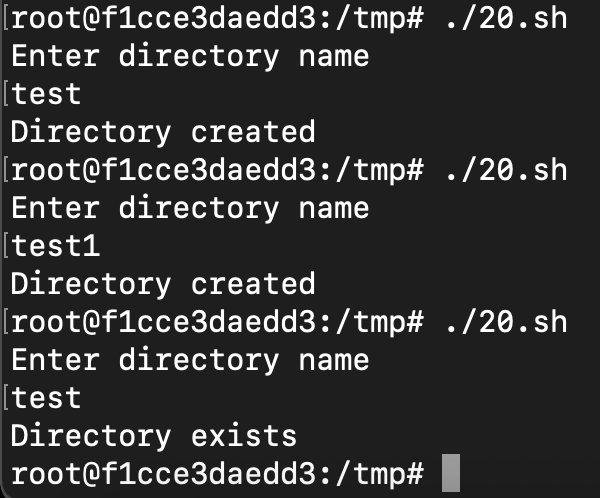 [root@f1cce3daedd3:/tmp# ./20.sh
Enter directory name
[test
Directory created
[root@f1cce3daedd3:/tmp# ./20.sh
Enter directory name
[test1
Directory created
[root@f1cce3daedd3:/tmp# ./20.sh
Enter directory name
[test
Directory exists
root@f1cce3daedd3:/tmp#